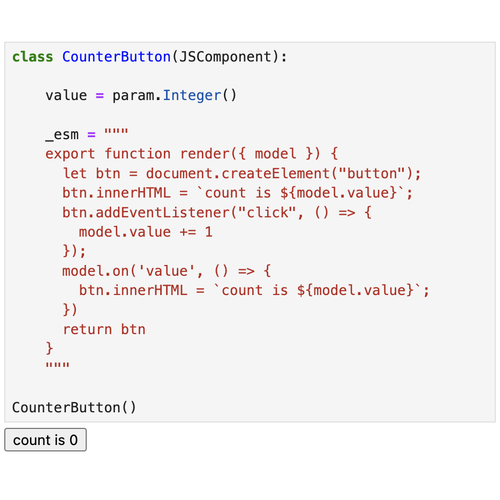 class CounterButton(JSComponent):

    value = param.Integer()

    _esm = """
    export function render({ model }) {
      let btn = document.createElement("button");
      btn.innerHTML = `count is ${model.value}`;
      btn.addEventListener("click", () => {
        model.value += 1
      });
      model.on('value', () => {
        btn.innerHTML = `count is ${model.value}`;
      })
      return btn
    }
    """

CounterButton()
count is 0